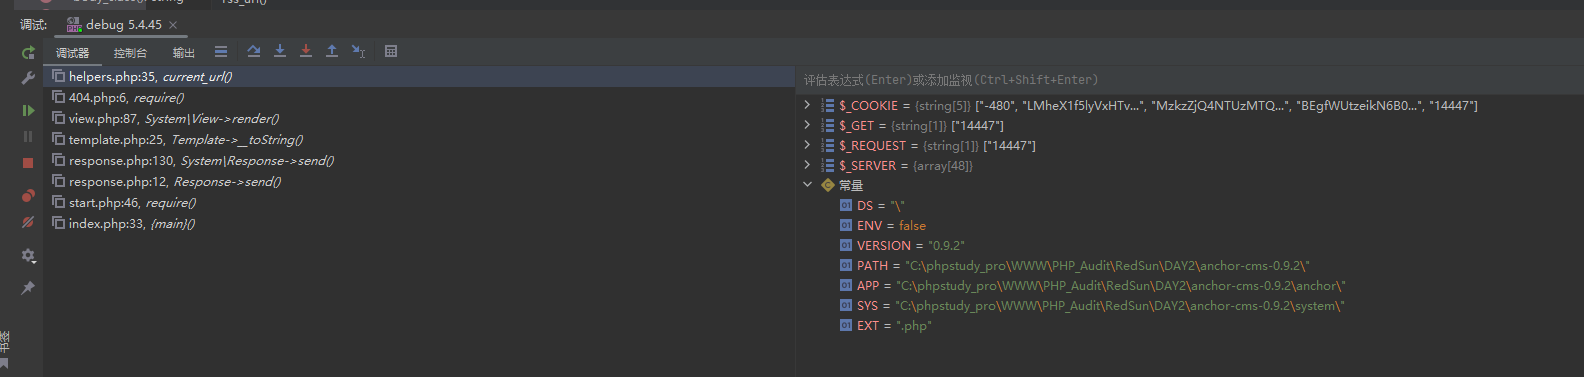 rss_url()
调试:
debug 5.4.45
调试器 控制台 输出
helpers.php:35, current_url()
404.php:6, require()
view.php:87, System\View->render()
template.php:25, Template->__toString()
response.php:130, System\Response->send()
response.php:12, Response->send()
start.php:46, require()
index.php:33, {main}()
评估表达式(Enter)或添加监视(Ctrl+Shift+Enter)
$_COOKIE = {string[5]} ["-480", "LMheX1f5lyVxHTv...", "MzkzZjQ4NTUzMTQ...", "BEgfWUtzeikN6B0...", "14447"]
$_GET = {string[1]} ["14447"]
$_REQUEST = {string[1]} ["14447"]
$_SERVER = {array[48]}
常量
DS = "\"
ENV = false
VERSION = "0.9.2"
PATH = "C:\phpstudy_pro\WWW\PHP_Audit\RedSun\DAY2\anchor-cms-0.9.2\"
APP = "C:\phpstudy_pro\WWW\PHP_Audit\RedSun\DAY2\anchor-cms-0.9.2\anchor\"
SYS = "C:\phpstudy_pro\WWW\PHP_Audit\RedSun\DAY2\anchor-cms-0.9.2\system\"
EXT = ".php"
书签